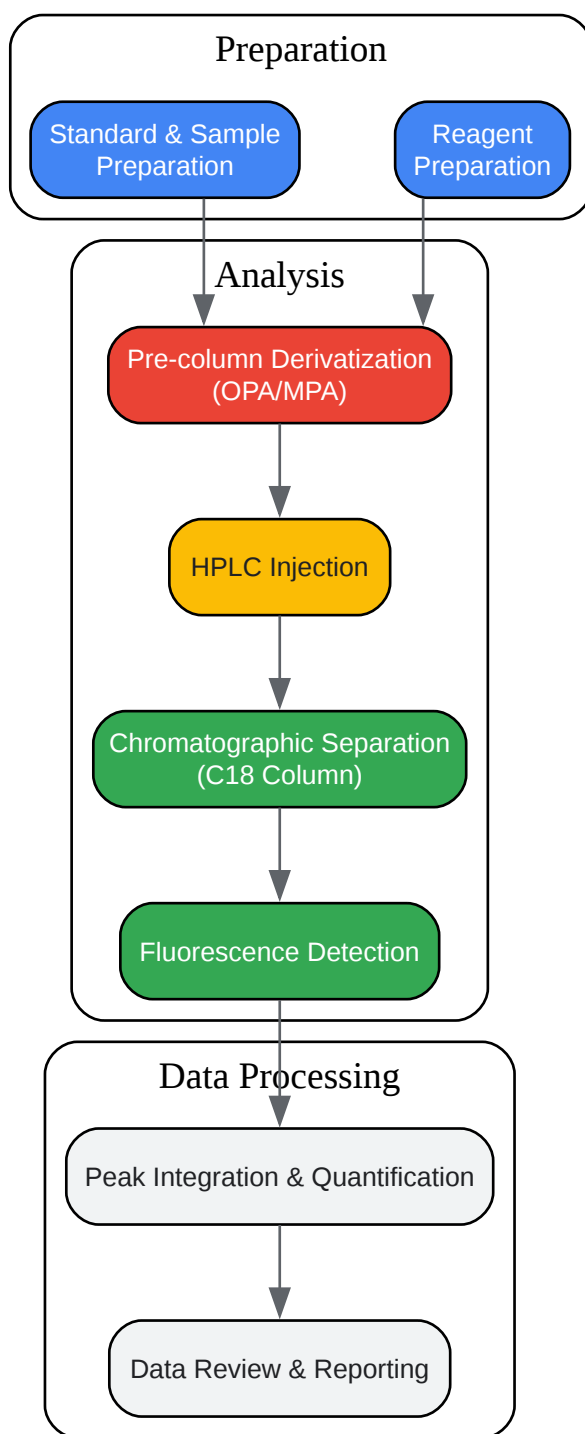 Preparation
Standard & Sample
Preparation
Reagent
Preparation
Analysis
Pre-column Derivatization
(OPA/MPA)
HPLC Injection
Chromatographic Separation
(C18 Column)
Fluorescence Detection
Data Processing
Peak Integration & Quantification
Data Review & Reporting